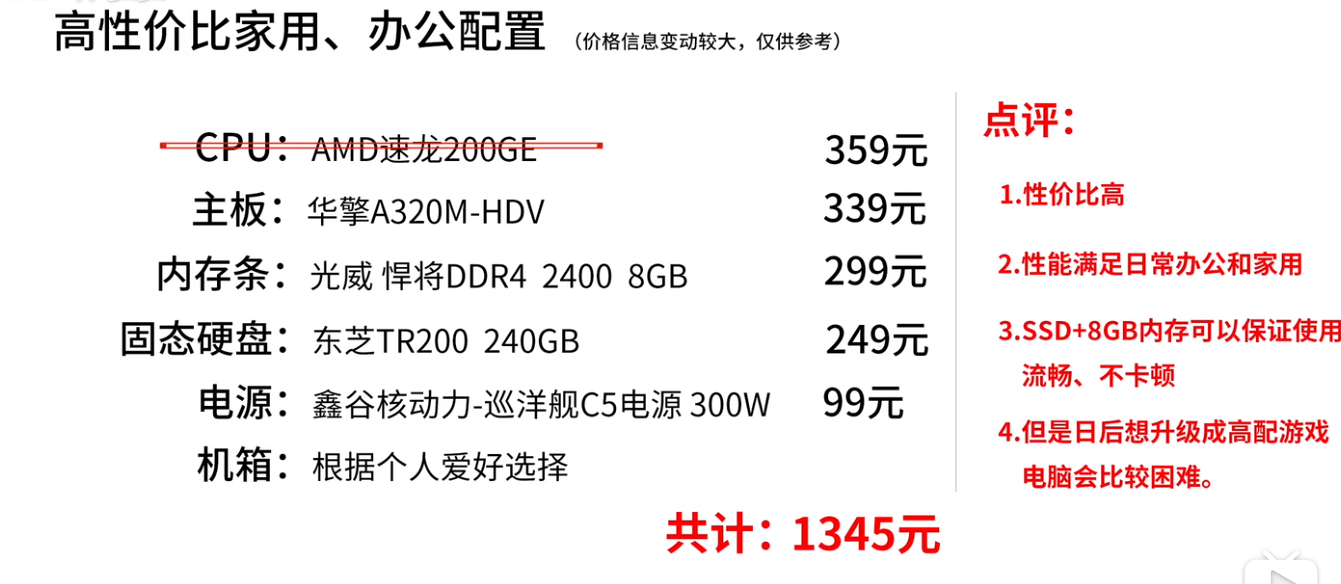 高性价比家用、办公配置 （价格信息变动较大，仅供参考）
CPU：AMD速龙200GE 359元
主板：华擎A320M-HDV 339元
内存条：光威 悍将DDR4 2400 8GB 299元
固态硬盘：东芝TR200 240GB 249元
电源：鑫谷核动力-巡洋舰C5电源 300W 99元
机箱：根据个人爱好选择
共计：1345元
点评：
1.性价比高
2.性能满足日常办公和家用
3.SSD+8GB内存可以保证使用
流畅、不卡顿
4.但是日后想升级成高配游戏
电脑会比较困难。